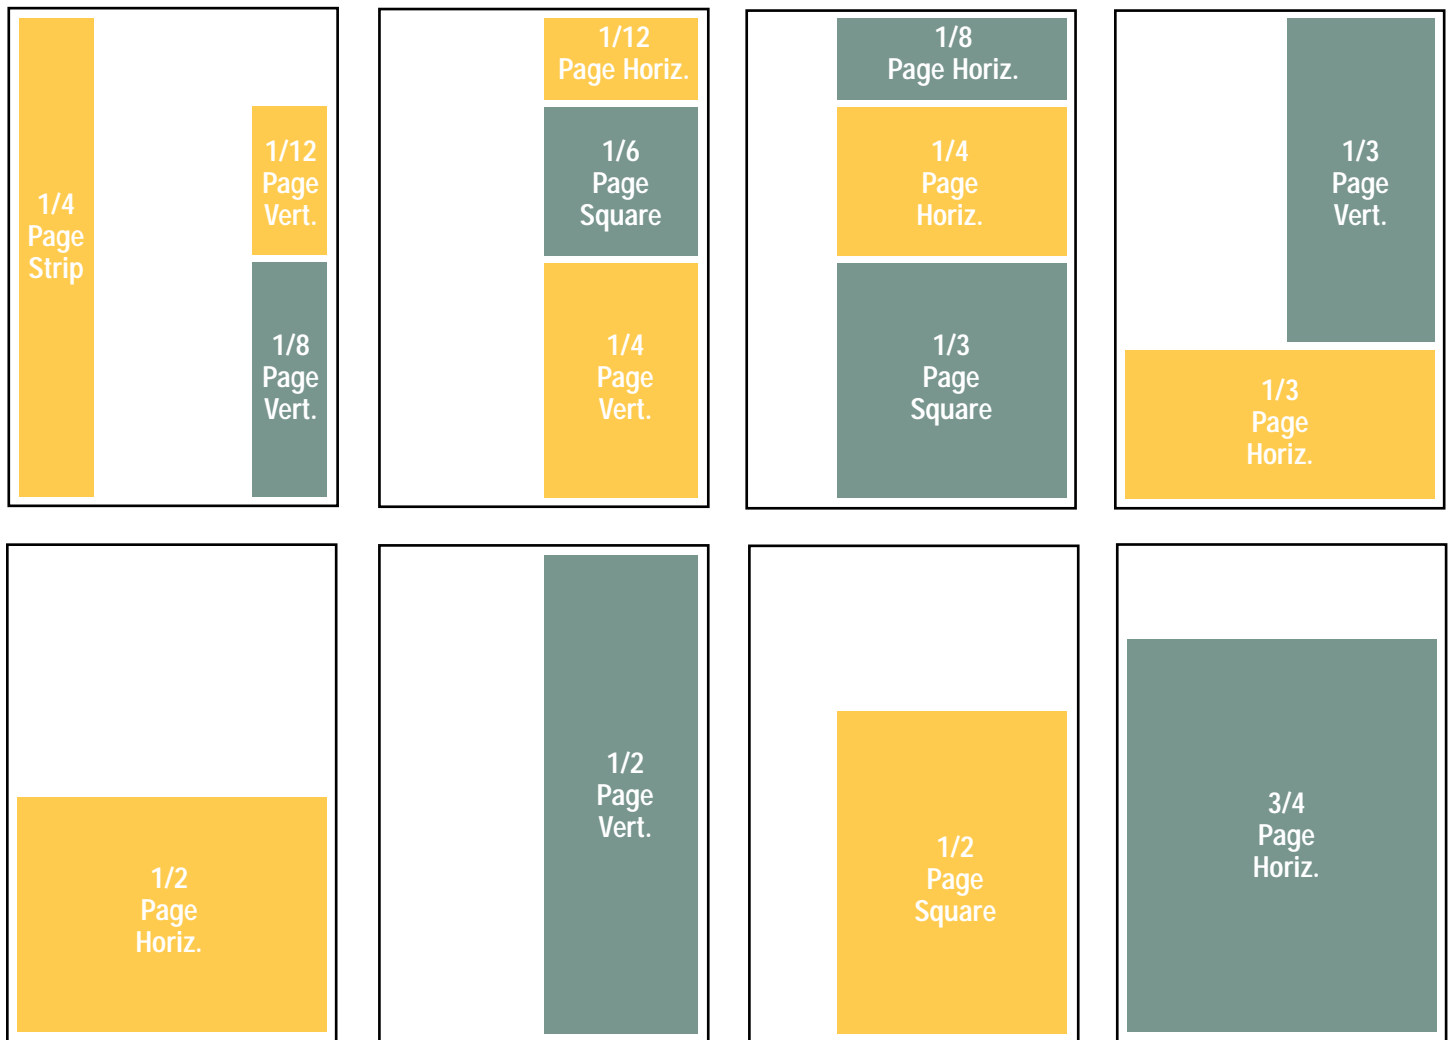 1/4
Page
Strip
1/12
Page
Vert.
1/8
Page
Vert.
1/12
Page Horiz.
1/6
Page
Square
1/4
Page
Vert.
1/8
Page Horiz.
1/4
Page
Horiz.
1/3
Page
Square
1/3
Page
Vert.
1/3
Page
Horiz.
1/2
Page
Horiz.
1/2
Page
Vert.
1/2
Page
Square
3/4
Page
Horiz.